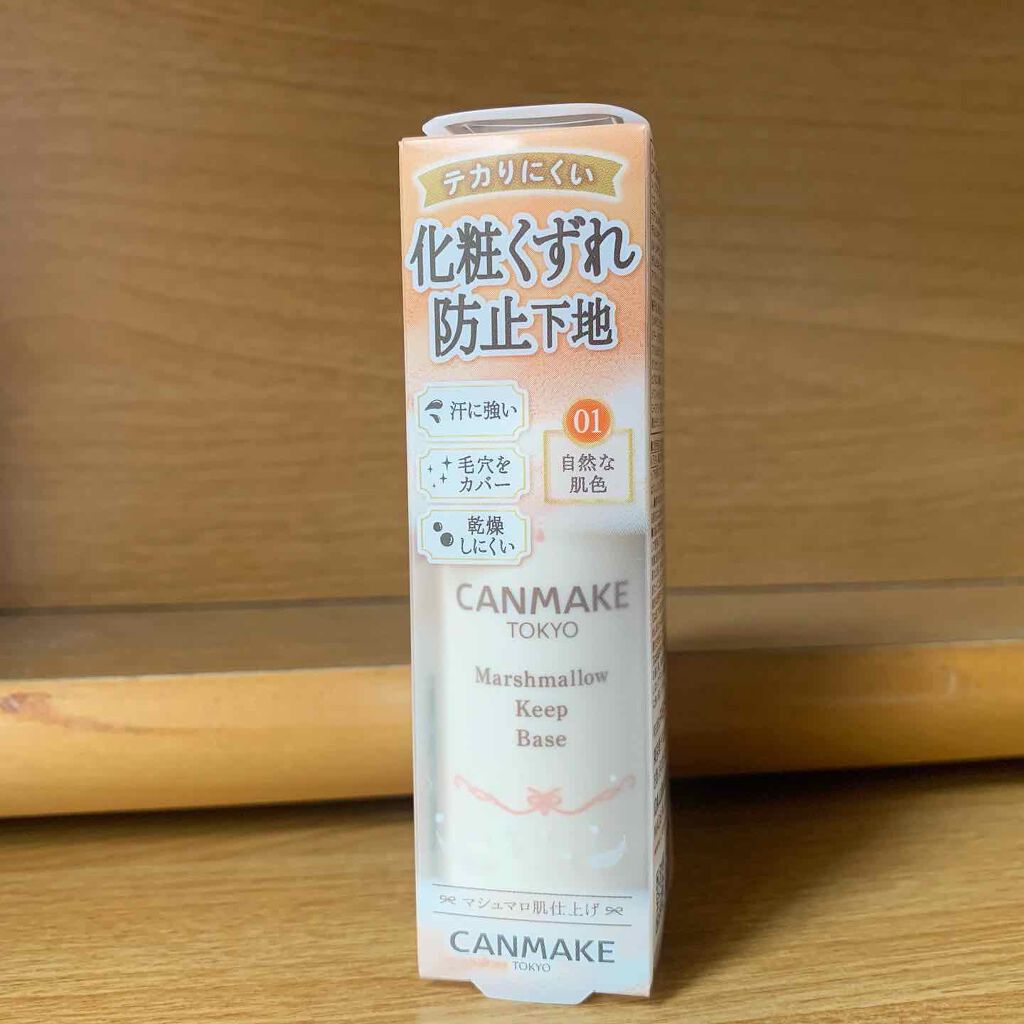 テカりにくい
化粧くずれ
防止下地
汗に強い
毛穴を
カバー
乾燥
しにくい
01
自然な
肌色
CANMAKE
TOKYO
Marshmallow
Keep
Base
マシュマロ肌仕上げ
CANMAKE
TOKYO